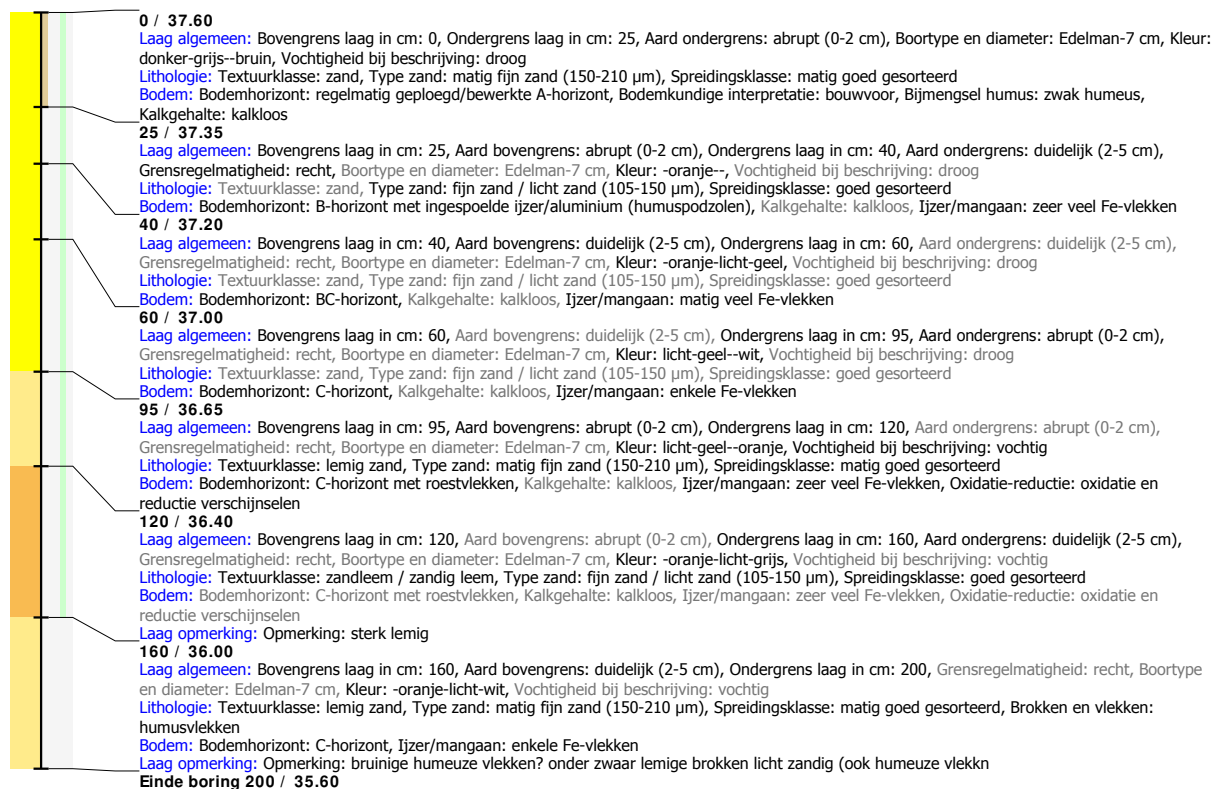 0 / 37.60
Laag algemeen: Bovengrens laag in cm: 0, Ondergrens laag in cm: 25, Aard ondergrens: abrupt (0-2 cm), Boortype en diameter: Edelman-7 cm, Kleur:
donker-grijs--bruin, Vochtigheid bij beschrijving: droog
Lithologie: Textuurklasse: zand, Type zand: matig fijn zand (150-210 µm), Spreidingsklasse: matig goed gesorteerd
Bodem: Bodemhorizont: regelmatig geploegd/bewerkte A-horizont, Bodemkundige interpretatie: bouwvoor, Bijmengsel humus: zwak humeus,
Kalkgehalte: kalkloos
25 / 37.35
Laag algemeen: Bovengrens laag in cm: 25, Aard bovengrens: abrupt (0-2 cm), Ondergrens laag in cm: 40, Aard ondergrens: duidelijk (2-5 cm),
Grensregelmatigheid: recht, Boortype en diameter: Edelman-7 cm, Kleur: -oranje--, Vochtigheid bij beschrijving: droog
Lithologie: Textuurklasse: zand, Type zand: fijn zand / licht zand (105-150 µm), Spreidingsklasse: goed gesorteerd
Bodem: Bodemhorizont: B-horizont met ingespoelde ijzer/aluminium (humuspodzolen), Kalkgehalte: kalkloos, Ijzer/mangaan: zeer veel Fe-vlekken
40 / 37.20
Laag algemeen: Bovengrens laag in cm: 40, Aard bovengrens: duidelijk (2-5 cm), Ondergrens laag in cm: 60, Aard ondergrens: duidelijk (2-5 cm),
Grensregelmatigheid: recht, Boortype en diameter: Edelman-7 cm, Kleur: -oranje-licht-geel, Vochtigheid bij beschrijving: droog
Lithologie: Textuurklasse: zand, Type zand: fijn zand / licht zand (105-150 µm), Spreidingsklasse: goed gesorteerd
Bodem: Bodemhorizont: BC-horizont, Kalkgehalte: kalkloos, Ijzer/mangaan: matig veel Fe-vlekken
60 / 37.00
Laag algemeen: Bovengrens laag in cm: 60, Aard bovengrens: duidelijk (2-5 cm), Ondergrens laag in cm: 95, Aard ondergrens: abrupt (0-2 cm),
Grensregelmatigheid: recht, Boortype en diameter: Edelman-7 cm, Kleur: licht-geel--wit, Vochtigheid bij beschrijving: droog
Lithologie: Textuurklasse: zand, Type zand: fijn zand / licht zand (105-150 µm), Spreidingsklasse: goed gesorteerd
Bodem: Bodemhorizont: C-horizont, Kalkgehalte: kalkloos, Ijzer/mangaan: enkele Fe-vlekken
95 / 36.65
Laag algemeen: Bovengrens laag in cm: 95, Aard bovengrens: abrupt (0-2 cm), Ondergrens laag in cm: 120, Aard ondergrens: abrupt (0-2 cm),
Grensregelmatigheid: recht, Boortype en diameter: Edelman-7 cm, Kleur: licht-geel--oranje, Vochtigheid bij beschrijving: vochtig
Lithologie: Textuurklasse: lemig zand, Type zand: matig fijn zand (150-210 µm), Spreidingsklasse: matig goed gesorteerd
Bodem: Bodemhorizont: C-horizont met roestvlekken, Kalkgehalte: kalkloos, Ijzer/mangaan: zeer veel Fe-vlekken, Oxidatie-reductie: oxidatie en
reductie verschijnselen
120 / 36.40
Laag algemeen: Bovengrens laag in cm: 120, Aard bovengrens: abrupt (0-2 cm), Ondergrens laag in cm: 160, Aard ondergrens: duidelijk (2-5 cm),
Grensregelmatigheid: recht, Boortype en diameter: Edelman-7 cm, Kleur: -oranje-licht-grijs, Vochtigheid bij beschrijving: vochtig
Lithologie: Textuurklasse: zandleem / zandig leem, Type zand: fijn zand / licht zand (105-150 µm), Spreidingsklasse: goed gesorteerd
Bodem: Bodemhorizont: C-horizont met roestvlekken, Kalkgehalte: kalkloos, Ijzer/mangaan: zeer veel Fe-vlekken, Oxidatie-reductie: oxidatie en
reductie verschijnselen
Laag opmerking: Opmerking: sterk lemig
160 / 36.00
Laag algemeen: Bovengrens laag in cm: 160, Aard bovengrens: duidelijk (2-5 cm), Ondergrens laag in cm: 200, Grensregelmatigheid: recht, Boortype
en diameter: Edelman-7 cm, Kleur: -oranje-licht-wit, Vochtigheid bij beschrijving: vochtig
Lithologie: Textuurklasse: lemig zand, Type zand: matig fijn zand (150-210 µm), Spreidingsklasse: matig goed gesorteerd, Brokken en vlekken:
humusvlekken
Bodem: Bodemhorizont: C-horizont, Ijzer/mangaan: enkele Fe-vlekken
Laag opmerking: Opmerking: bruinige humeuze vlekken? onder zwaar lemige brokken licht zandig (ook humeuze vlekkn
Einde boring 200 / 35.60